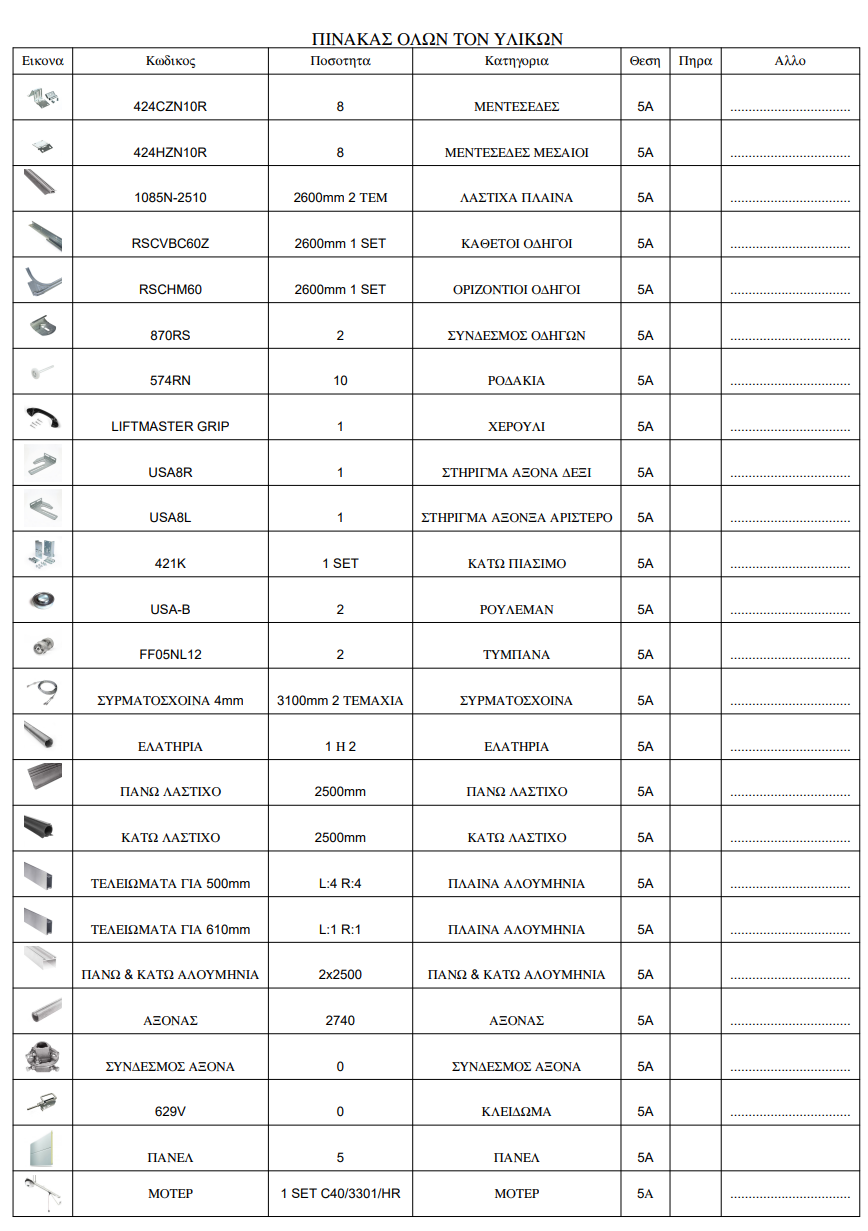 ΠΙΝΑΚΑΣ ΟΛΩΝ ΤΟΝ ΥΛΙΚΩΝ
Εικονα Κωδικος Ποσοτητα Κατηγορια Θεση Πηρα Αλλο
424CZN10R 8 ΜΕΝΤΕΣΕΔΕΣ 5A ..................................
424HZN10R 8 ΜΕΝΤΕΣΕΔΕΣ ΜΕΣΑΙΟΙ 5A ..................................
1085N-2510 2600mm 2 ΤΕΜ ΛΑΣΤΙΧΑ ΠΛΑΙΝΑ 5A ..................................
RSCVBC60Z 2600mm 1 SET ΚΑΘΕΤΟΙ ΟΔΗΓΟΙ 5A ..................................
RSCHM60 2600mm 1 SET ΟΡΙΖΟΝΤΙΟΙ ΟΔΗΓΟΙ 5A ..................................
870RS 2 ΣΥΝΔΕΣΜΟΣ ΟΔΗΓΩΝ 5A ..................................
574RN 10 ΡΟΔΑΚΙΑ 5A ..................................
LIFTMASTER GRIP 1 ΧΕΡΟΥΛΙ 5A ..................................
USA8R 1 ΣΤΗΡΙΓΜΑ ΑΞΟΝΑ ΔΕΞΙ 5A ..................................
USA8L 1 ΣΤΗΡΙΓΜΑ ΑΞΟΝΞΑ ΑΡΙΣΤΕΡΟ 5A ..................................
421K 1 SET ΚΑΤΩ ΠΙΑΣΙΜΟ 5A ..................................
USA-B 2 ΡΟΥΛΕΜΑΝ 5A ..................................
FF05NL12 2 ΤΥΜΠΑΝΑ 5A ..................................
ΣΥΡΜΑΤΟΣΧΟΙΝΑ 4mm 3100mm 2 ΤΕΜΑΧΙΑ ΣΥΡΜΑΤΟΣΧΟΙΝΑ 5A ..................................
ΕΛΑΤΗΡΙΑ 1 Η 2 ΕΛΑΤΗΡΙΑ 5A ..................................
ΠΑΝΩ ΛΑΣΤΙΧΟ 2500mm ΠΑΝΩ ΛΑΣΤΙΧΟ 5A ..................................
ΚΑΤΩ ΛΑΣΤΙΧΟ 2500mm ΚΑΤΩ ΛΑΣΤΙΧΟ 5A ..................................
ΤΕΛΕΙΩΜΑΤΑ ΓΙΑ 500mm L:4 R:4 ΠΛΑΙΝΑ ΑΛΟΥΜΗΝΙΑ 5A ..................................
ΤΕΛΕΙΩΜΑΤΑ ΓΙΑ 610mm L:1 R:1 ΠΛΑΙΝΑ ΑΛΟΥΜΗΝΙΑ 5A ..................................
ΠΑΝΩ & ΚΑΤΩ ΑΛΟΥΜΗΝΙΑ 2x2500 ΠΑΝΩ & ΚΑΤΩ ΑΛΟΥΜΗΝΙΑ 5A ..................................
ΑΞΟΝΑΣ 2740 ΑΞΟΝΑΣ 5A ..................................
ΣΥΝΔΕΣΜΟΣ ΑΞΟΝΑ 0 ΣΥΝΔΕΣΜΟΣ ΑΞΟΝΑ 5A ..................................
629V 0 ΚΛΕΙΔΩΜΑ 5A ..................................
ΠΑΝΕΛ 5 ΠΑΝΕΛ 5A ..................................
ΜΟΤΕΡ 1 SET C40/3301/HR ΜΟΤΕΡ 5Α ..................................